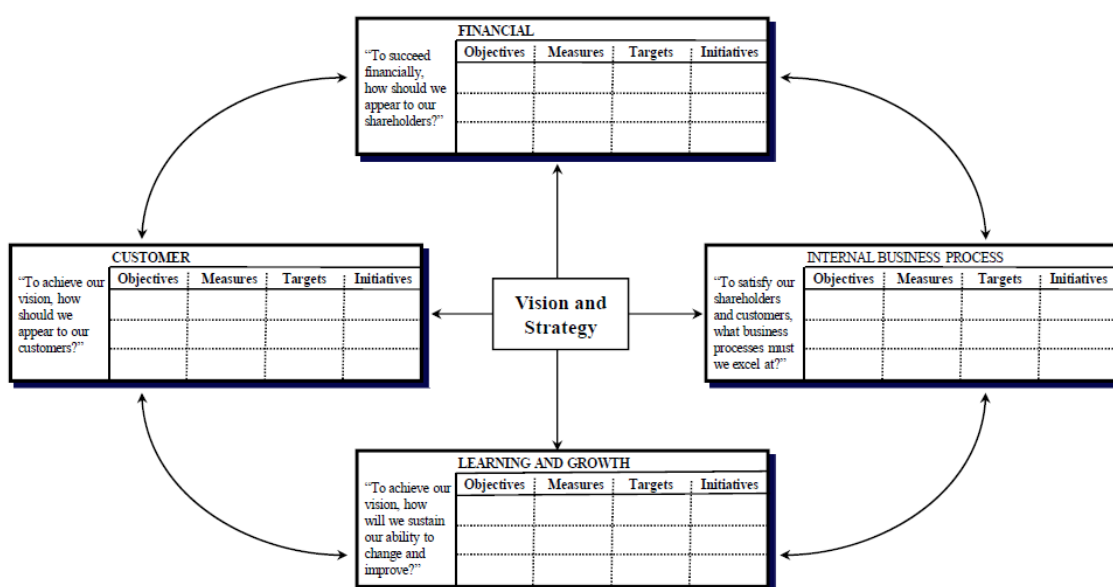 FINANCIAL
Objectives Measures Targets Initiatives
“To succeed
financially,
how should we
appear to our
shareholders?”
CUSTOMER
Objectives Measures Targets Initiatives
“To achieve our
vision, how
should we
appear to our
customers?”
Vision and
Strategy
INTERNAL BUSINESS PROCESS
Objectives Measures Targets Initiatives
“To satisfy our
shareholders
and customers,
what business
processes must
we excel at?”
LEARNING AND GROWTH
Objectives Measures Targets Initiatives
“To achieve our
vision, how
will we sustain
our ability to
change and
improve?”